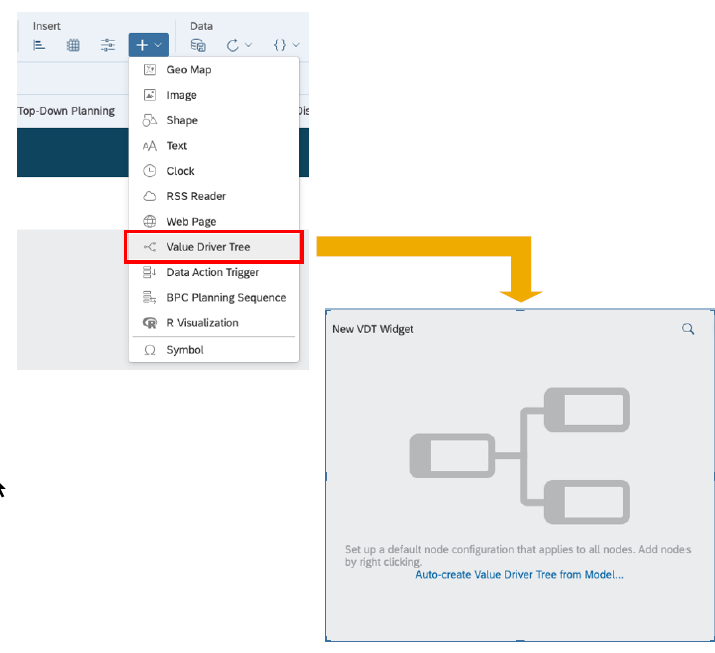 Insert
Data
Geo Map
Image
Top-Down Planning
Dis
Shape
Text
Clock
RSS Reader
Web Page
Value Driver Tree
Data Action Trigger
BPC Planning Sequence
R Visualization
Symbol
New VDT Widget
Set up a default node configuration that applies to all nodes. Add nodes
by right clicking.
Auto-create Value Driver Tree from Model...